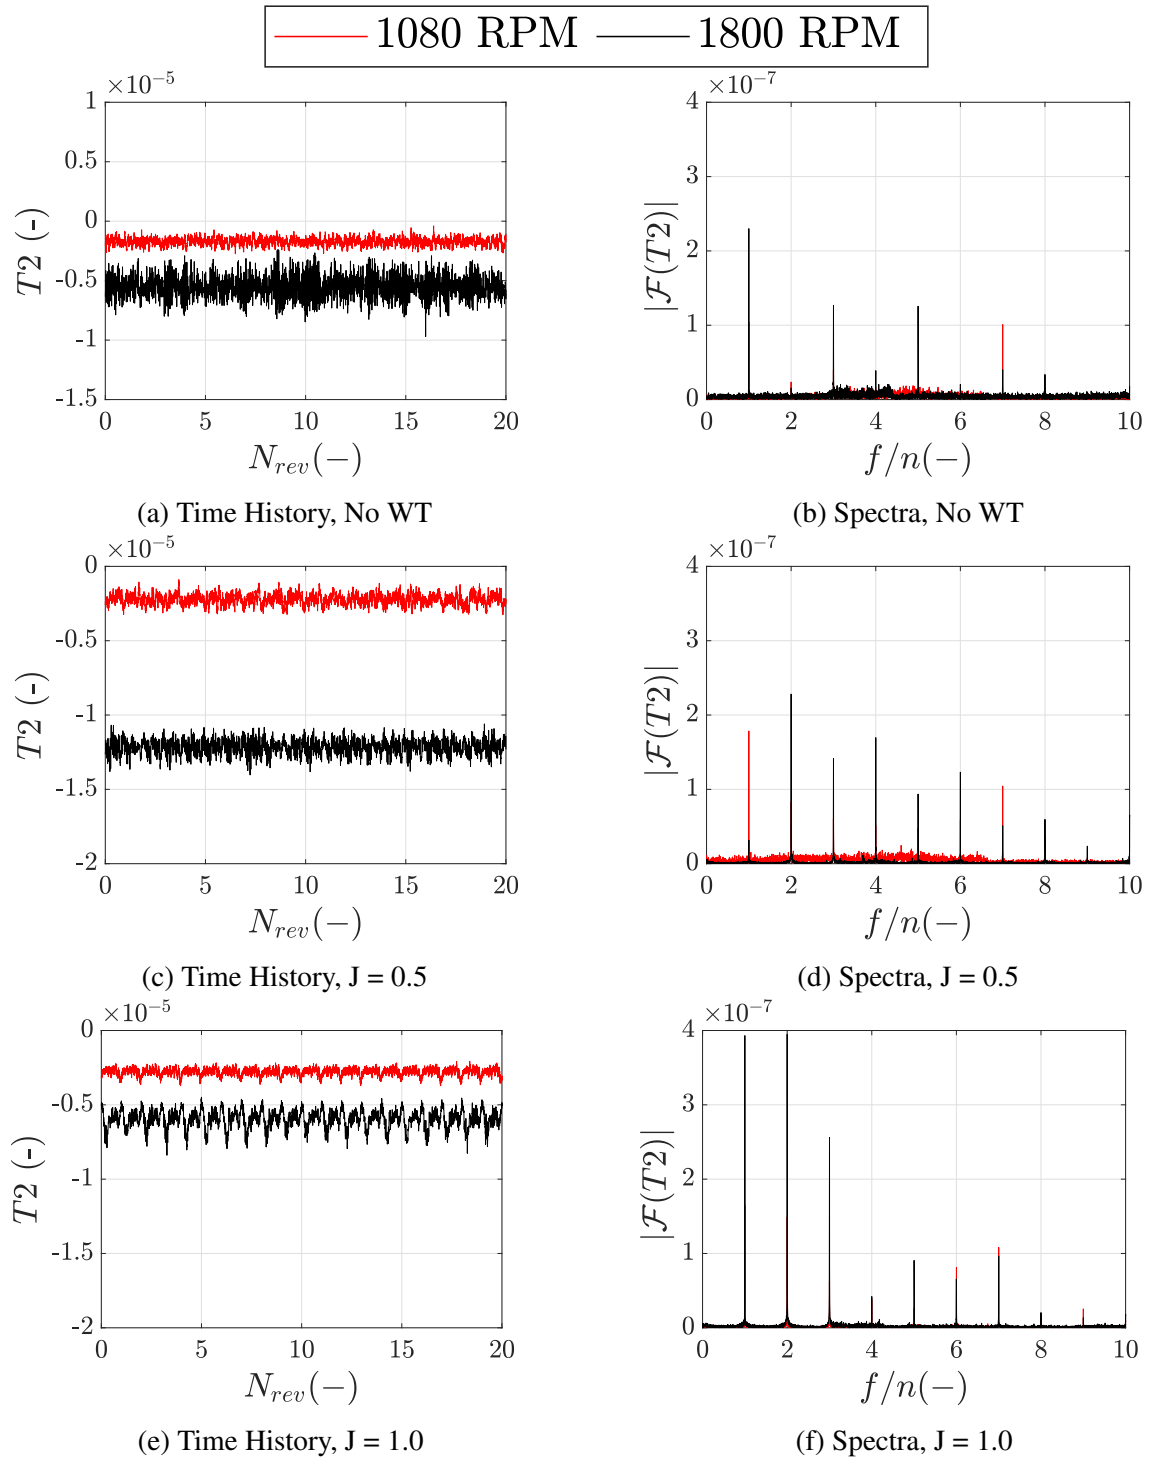 1080 RPM 1800 RPM
×10⁻⁵
1
0.5
0
-0.5
-1
-1.5
T2 (-)
0 5 10 15 20
N_rev(−)
(a) Time History, No WT
×10⁻⁷
4
3
2
1
0
|F(T2)|
0 2 4 6 8 10
f/n(−)
(b) Spectra, No WT
×10⁻⁵
0
-0.5
-1
-1.5
-2
T2 (-)
0 5 10 15 20
N_rev(−)
(c) Time History, J = 0.5
×10⁻⁷
4
3
2
1
0
|F(T2)|
0 2 4 6 8 10
f/n(−)
(d) Spectra, J = 0.5
×10⁻⁵
0
-0.5
-1
-1.5
-2
T2 (-)
0 5 10 15 20
N_rev(−)
(e) Time History, J = 1.0
×10⁻⁷
4
3
2
1
0
|F(T2)|
0 2 4 6 8 10
f/n(−)
(f) Spectra, J = 1.0